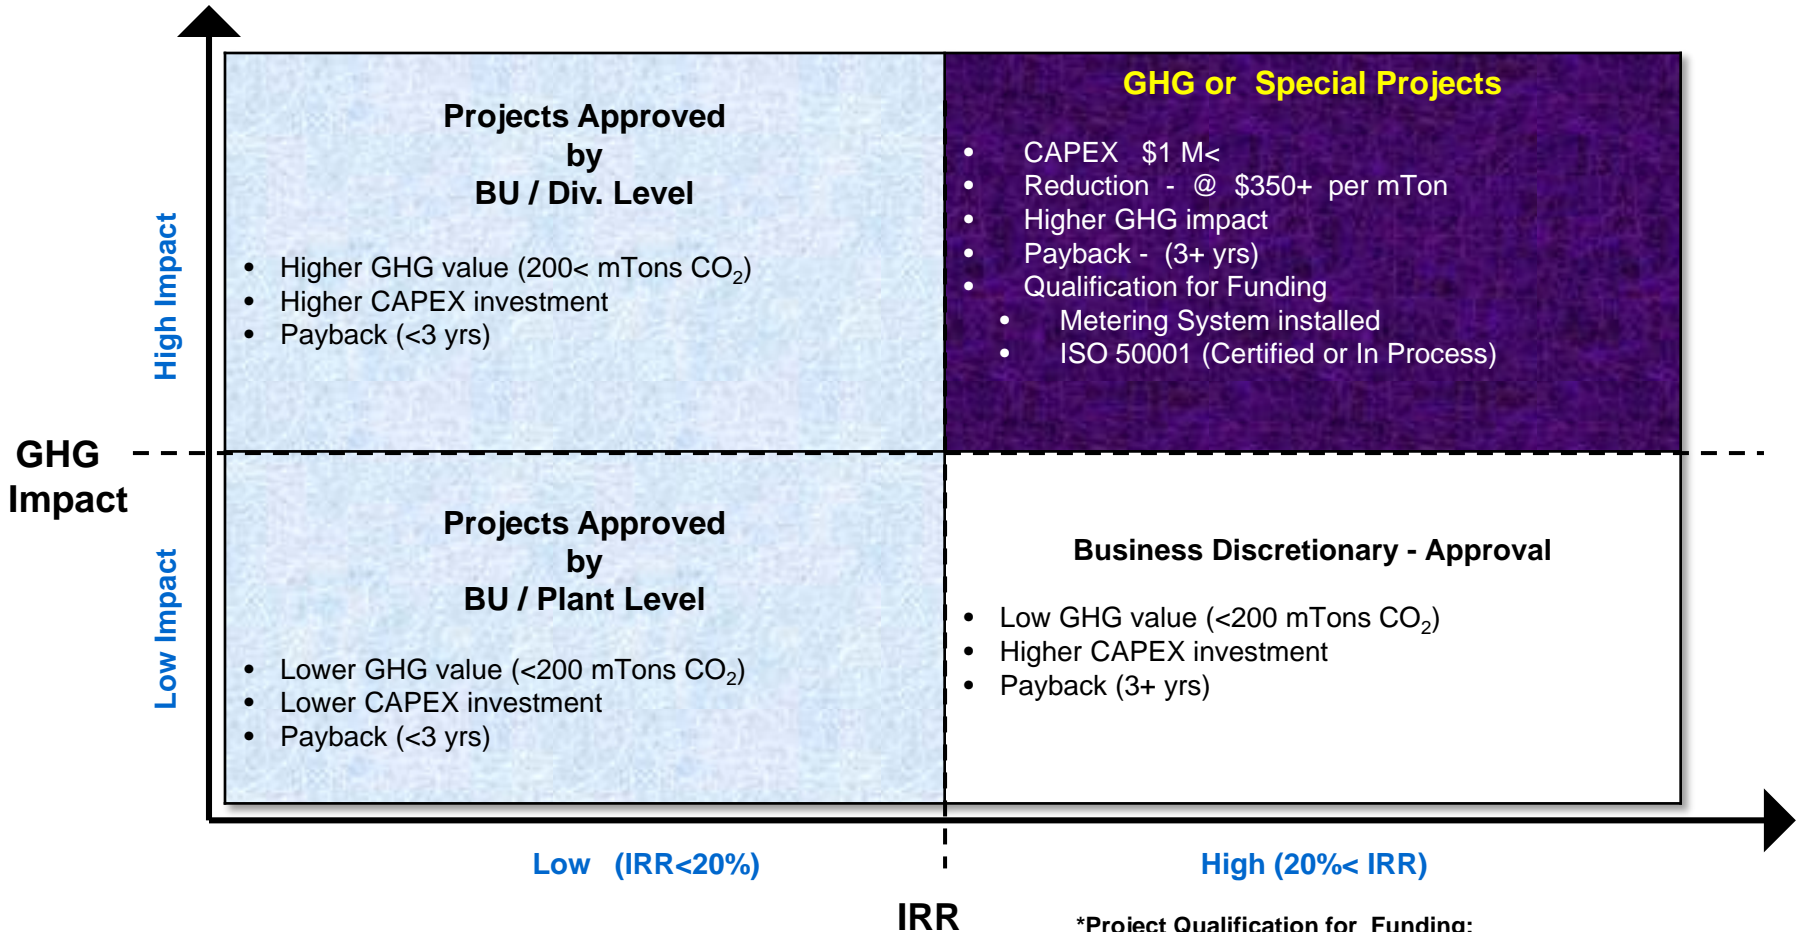 Projects Approved
by
BU / Div. Level
• Higher GHG value (200< mTons CO₂)
• Higher CAPEX investment
• Payback (<3 yrs)
GHG or Special Projects
• CAPEX $1 M<
• Reduction - @ $350+ per mTon
• Higher GHG impact
• Payback - (3+ yrs)
• Qualification for Funding
• Metering System installed
• ISO 50001 (Certified or In Process)
High Impact
GHG
Impact
Low Impact
Projects Approved
by
BU / Plant Level
• Lower GHG value (<200 mTons CO₂)
• Lower CAPEX investment
• Payback (<3 yrs)
Business Discretionary - Approval
• Low GHG value (<200 mTons CO₂)
• Higher CAPEX investment
• Payback (3+ yrs)
Low (IRR<20%)
High (20%< IRR)
IRR
*Project Qualification for Funding: